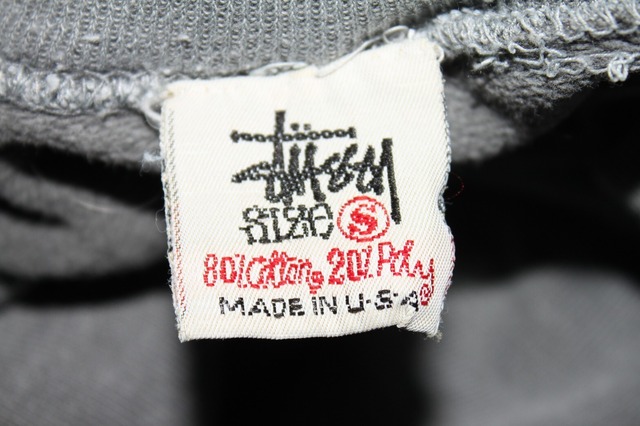 Stüssy
SIZE S
80% Cotton 20% Poly
MADE IN U.S.A ®